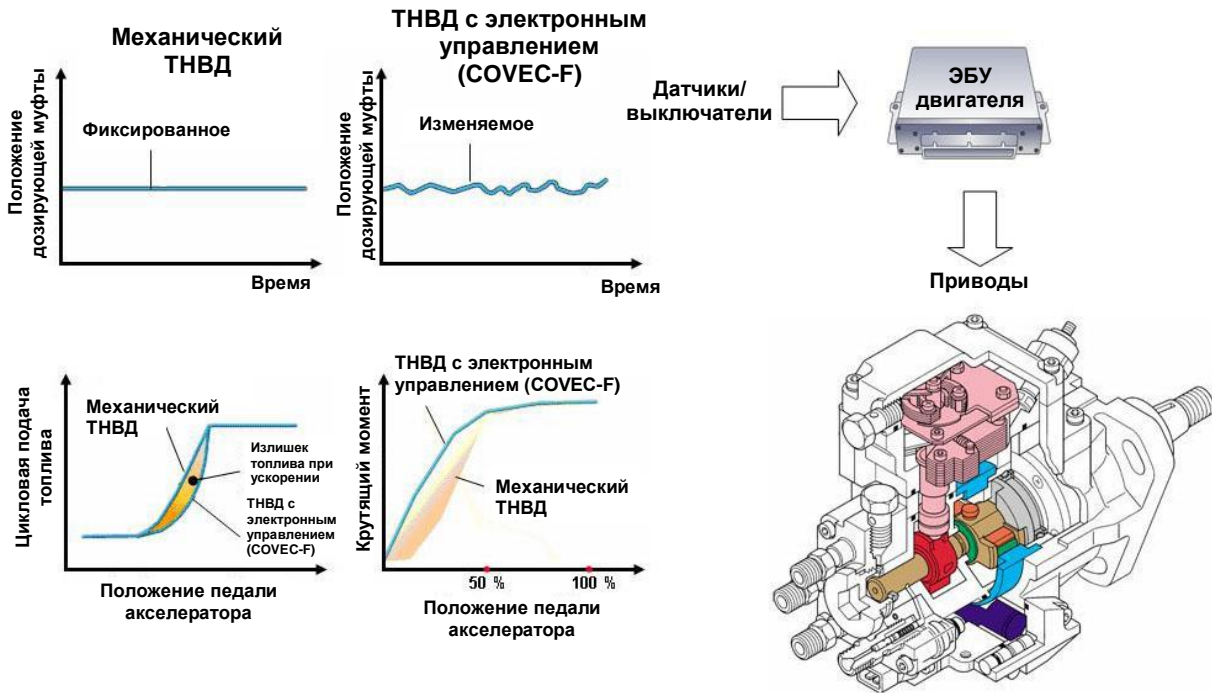 Механический
ТНВД
Положение
дозирующей муфты
Фиксированное
Время
ТНВД с электронным
управлением
(COVEC-F)
Положение
дозирующей муфты
Изменяемое
Время
Датчики/
выключатели
ЭБУ
двигателя
Приводы
Цикловая подача
топлива
Механический
ТНВД
Излишек
топлива при
ускорении
ТНВД с
электронным
управлением
(COVEC-F)
Положение педали
акселератора
ТНВД с электронным
управлением (COVEC-F)
Крутящий момент
Механический
ТНВД
50 %
100 %
Положение педали
акселератора